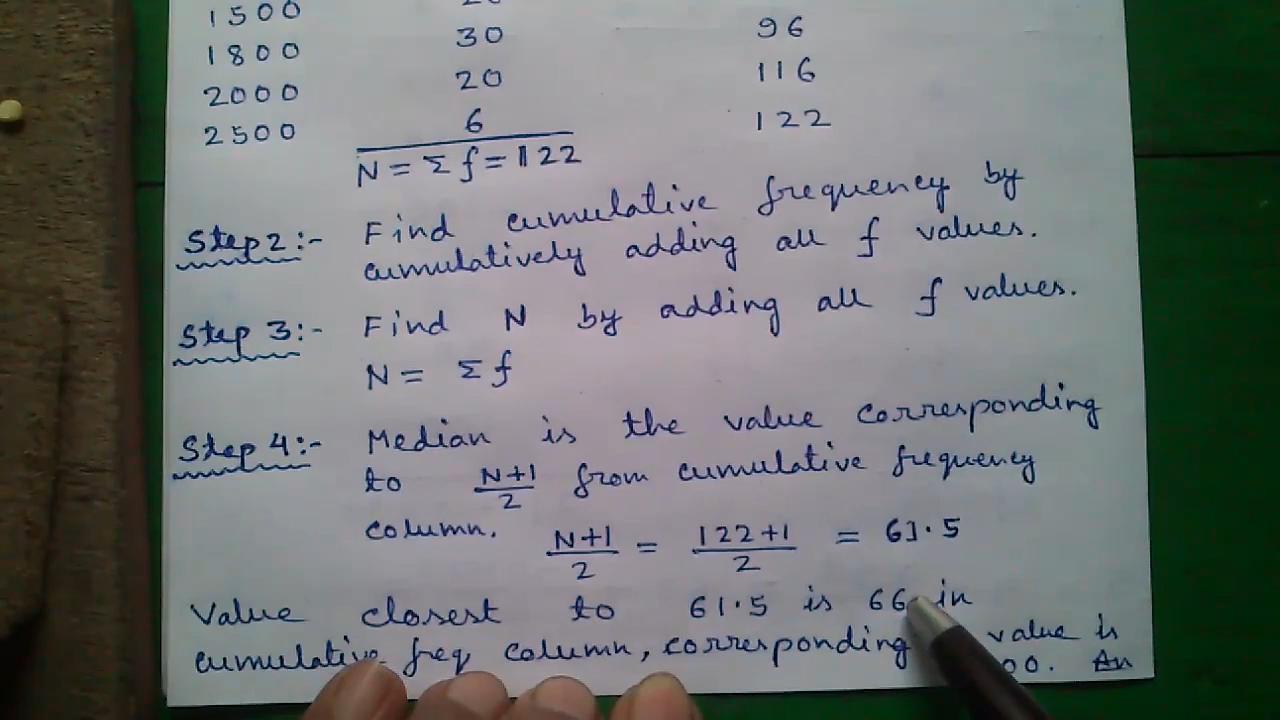 1500
1800 30 96
2000 20 116
2500 6 122
N = Σ f = 122
Step 2:- Find cumulative frequency by
cumulatively adding all f values.
Step 3:- Find N by adding all f values.
N = Σ f
Step 4:- Median is the value corresponding
to N+1/2 from cumulative frequency
column. N+1/2 = 122+1/2 = 61.5
Value closest to 61.5 is 66 in
cumulative freq column, corresponding value is